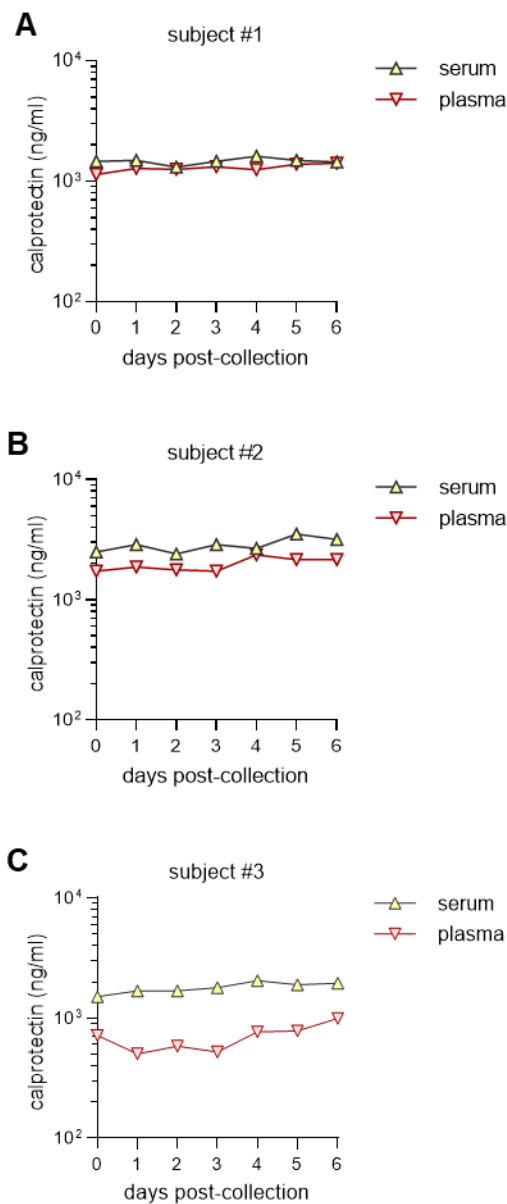 A
subject #1
serum
plasma
calprotectin (ng/ml)
10⁴
10³
10²
0 1 2 3 4 5 6
days post-collection
B
subject #2
serum
plasma
calprotectin (ng/ml)
10⁴
10³
10²
0 1 2 3 4 5 6
days post-collection
C
subject #3
serum
plasma
calprotectin (ng/ml)
10⁴
10³
10²
0 1 2 3 4 5 6
days post-collection